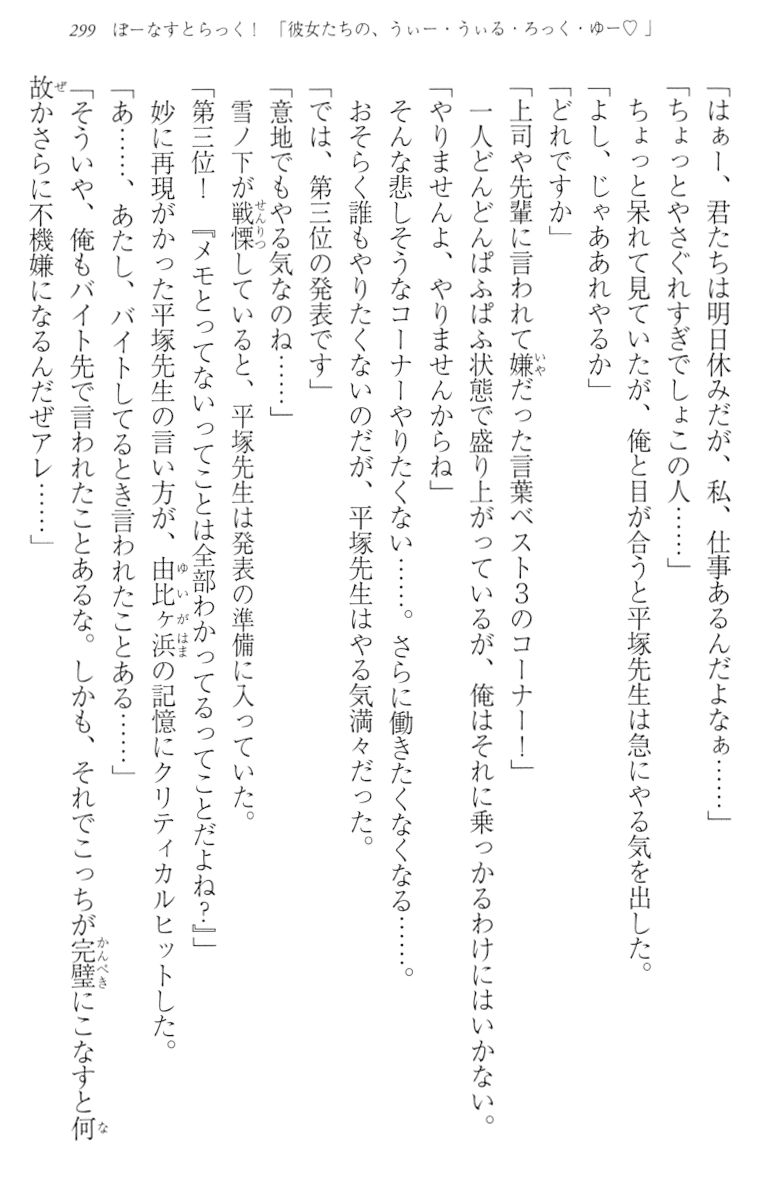 299 ぼーなすとらっく！ 「彼女たちの、うぃー・うぃる・ろっく・ゆー♡」
「はぁー、君たちは明日休みだが、私、仕事あるんだよなぁ……」
「ちょっとやさぐれすぎでしょこの人……」
ちょっと呆れて見ていたが、俺と目が合うと平塚先生は急にやる気を出した。
「よし、じゃああれやるか」
「どれですか」
「上司や先輩に言われて嫌だった言葉ベスト3のコーナー！」
一人どんどんぱふぱふ状態で盛り上がっているが、俺はそれに乗っかるわけにはいかない。
「やりませんよ、やりませんからね」
そんな悲しそうなコーナーやりたくない……。さらに働きたくなくなる……。
おそらく誰もやりたくないのだが、平塚先生はやる気満々だった。
「では、第三位の発表です」
「意地でもやる気なのね……」
雪ノ下が戦慄していると、平塚先生は発表の準備に入っていた。
「第三位！ 『メモとってないってことは全部わかってるってことだよね？』」
妙に再現がかった平塚先生の言い方が、由比ヶ浜の記憶にクリティカルヒットした。
「あ……、あたし、バイトしてるとき言われたことある……」
「そういや、俺もバイト先で言われたことあるな。しかも、それでこっちが完璧にこなすと何
故かさらに不機嫌になるんだぜアレ……」